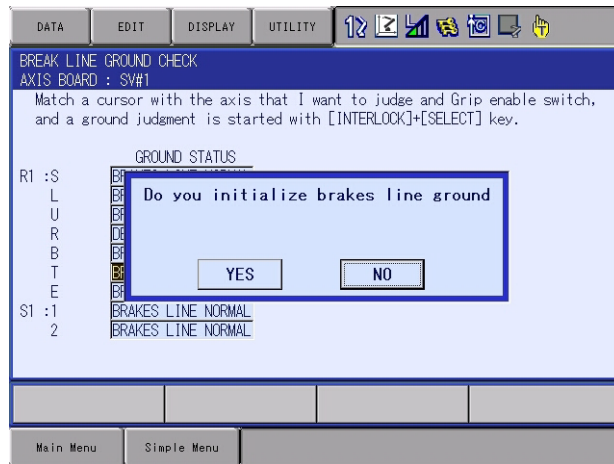 DATA EDIT DISPLAY UTILITY
BREAK LINE GROUND CHECK
AXIS BOARD : SV#1
Match a cursor with the axis that I want to judge and Grip enable switch,
and a ground judgment is started with [INTERLOCK]+[SELECT] key.
GROUND STATUS
R1 :S
L
U
R
B
T
E
Do you initialize brakes line ground
YES NO
S1 :1 BRAKES LINE NORMAL
2 BRAKES LINE NORMAL
Main Menu Simple Menu